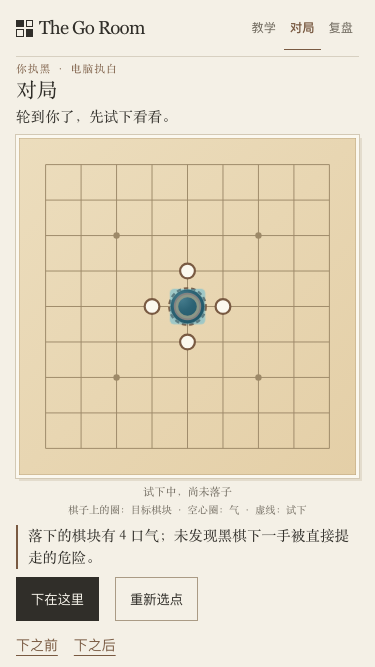 The Go Room
教学 对局 复盘
你执黑 · 电脑执白
对局
轮到你了，先试下看看。
试下中，尚未落子
棋子上的圈：目标棋块 · 空心圈：气 · 虚线：试下
落下的棋块有 4 口气；未发现黑棋下一手被直接提
走的危险。
下在这里 重新选点
下之前 下之后